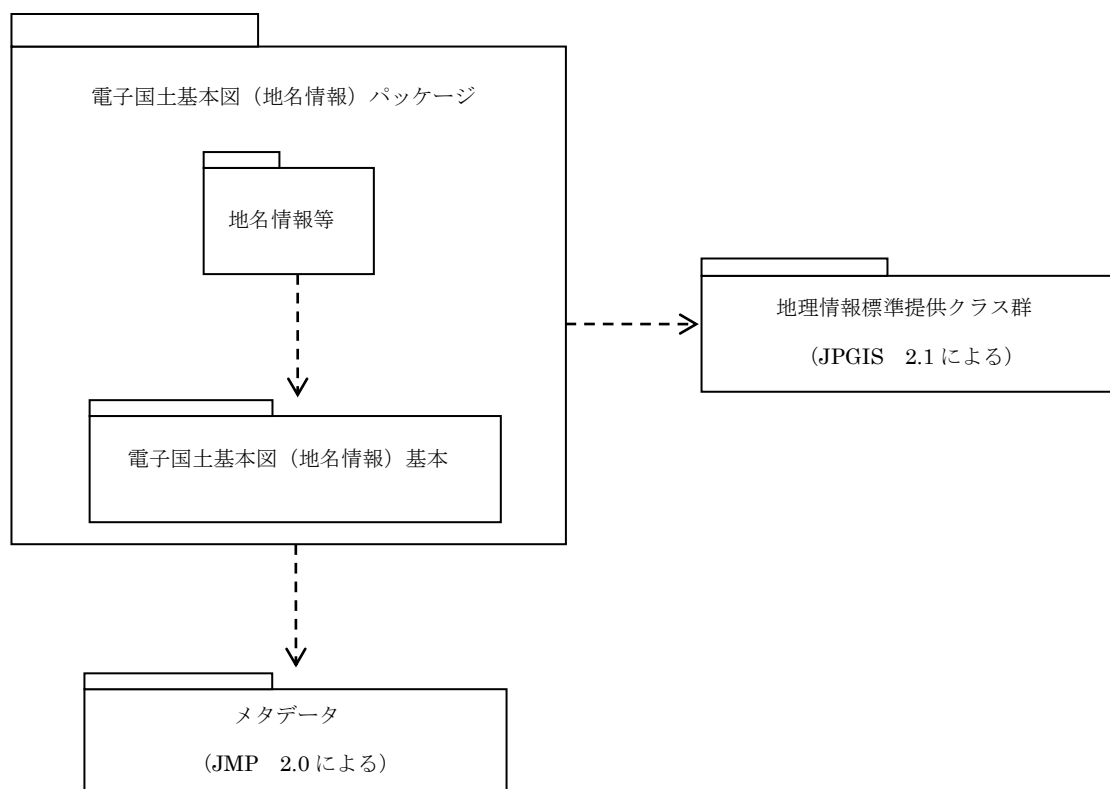 電子国土基本図（地名情報）パッケージ
地名情報等
電子国土基本図（地名情報）基本
地理情報標準提供クラス群
（JPGIS　2.1 による）
メタデータ
（JMP　2.0 による）